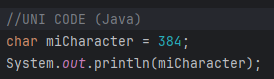 //UNI CODE (Java)
char miCharacter = 384;
System.out.println(miCharacter);